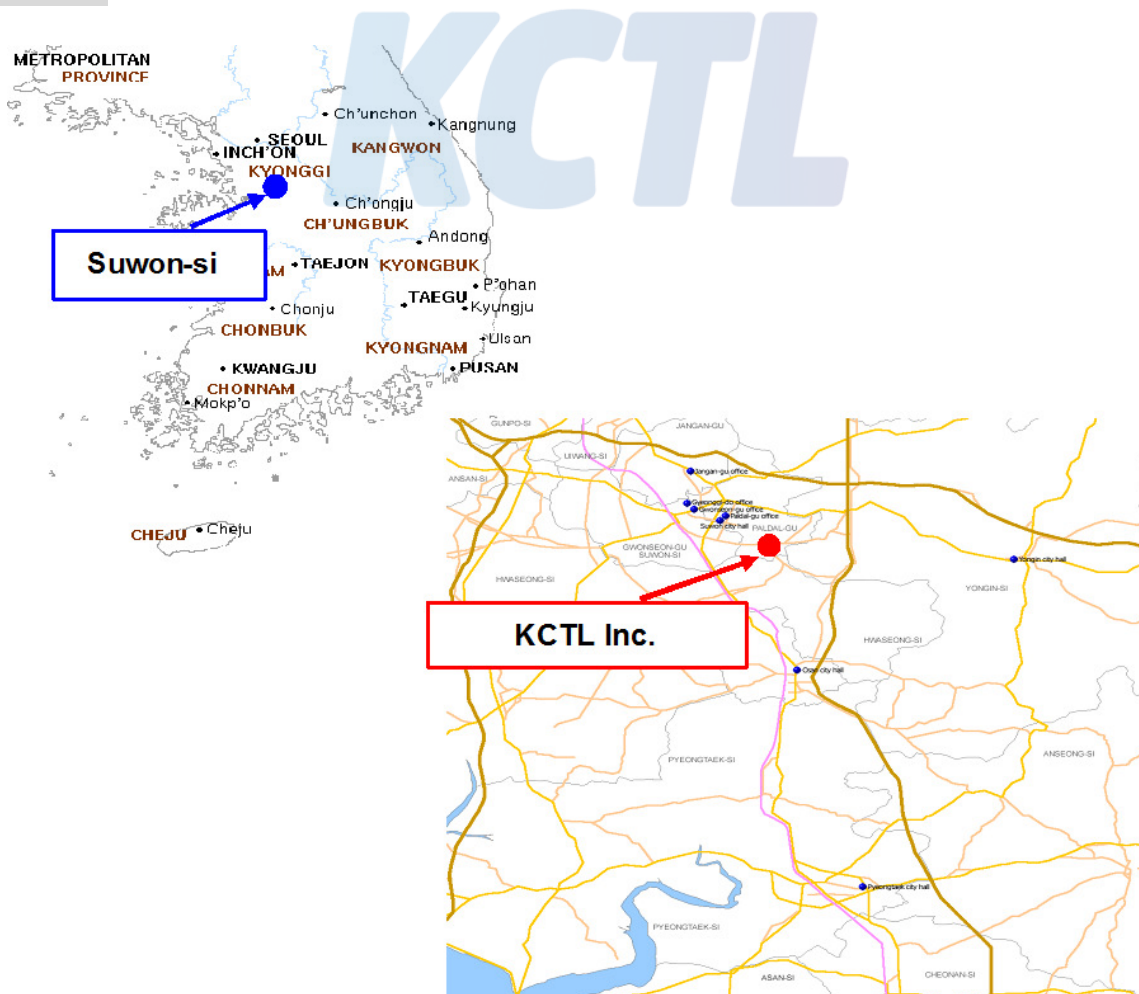 KCTL
METROPOLITAN
PROVINCE
Ch'unchon
Kangnung
SEOUL
KANGWON
INCH'ON
KYONGGI
Ch'ongju
CH'UNGBUK
Andong
Suwon-si
AM
TAEJON
KYONGBUK
P'ohan
TAEGU
Kyungju
Chonju
CHONBUK
Ulsan
KYONGNAM
KWANGJU
PUSAN
CHONNAM
Mokp'o
CHEJU
Cheju
GUNPO-SI
JANGAN-GU
UIWANG-SI
Jangan-gu office
ANSAN-SI
Gwonseon-gu office
Paldal-gu office
Suwon city hall
PALDAL-GU
GWONSEON-GU
SUWON-SI
Yongin city hall
HWASEONG-SI
YONGIN-SI
KCTL Inc.
HWASEONG-SI
Osan city hall
PYEONGTAEK-SI
ANSEONG-SI
Pyeongtaek city hall
PYEONGTAEK-SI
ASAN-SI
CHEONAN-SI